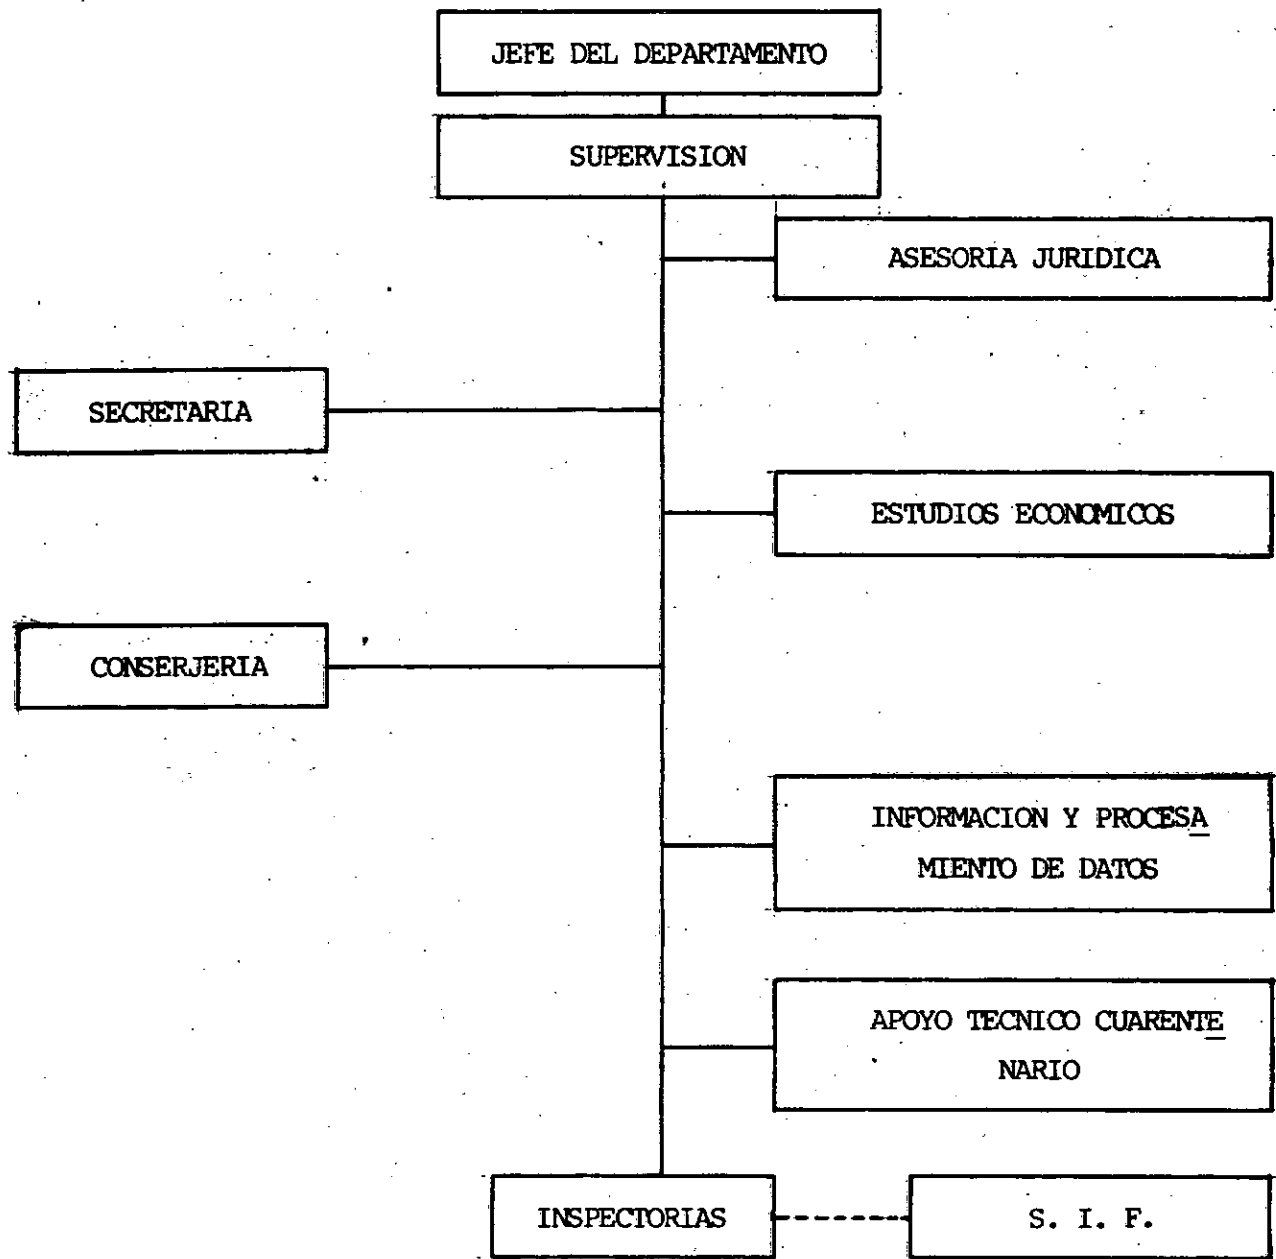 JEFE DEL DEPARTAMENTO
SUPERVISION
ASESORIA JURIDICA
SECRETARIA
ESTUDIOS ECONOMICOS
CONSERJERIA
INFORMACION Y PROCESA
MIENTO DE DATOS
APOYO TECNICO CUARENTE
NARIO
INSPECTORIAS
S. I. F.